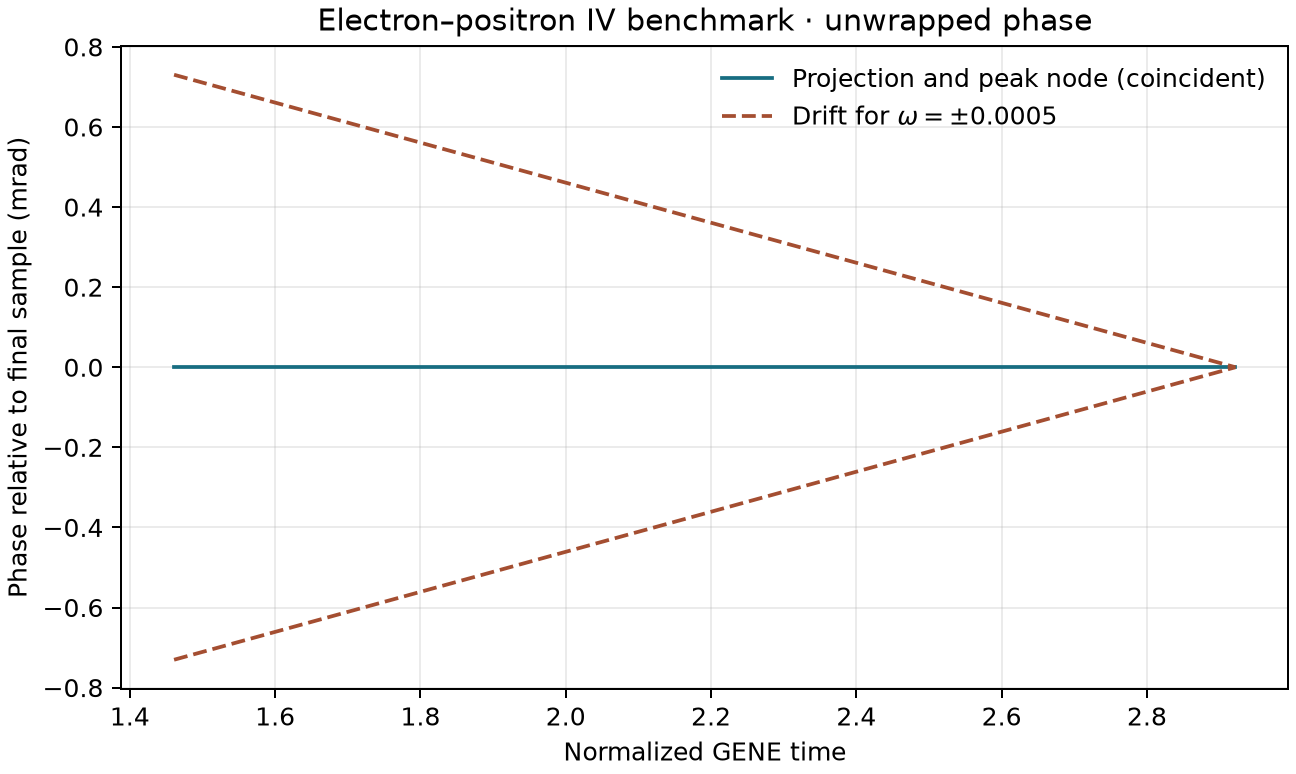 Electron–positron IV benchmark · unwrapped phase
Projection and peak node (coincident)
Drift for ω = ±0.0005
Phase relative to final sample (mrad)
0.8
0.6
0.4
0.2
0.0
−0.2
−0.4
−0.6
−0.8
1.4 1.6 1.8 2.0 2.2 2.4 2.6 2.8
Normalized GENE time